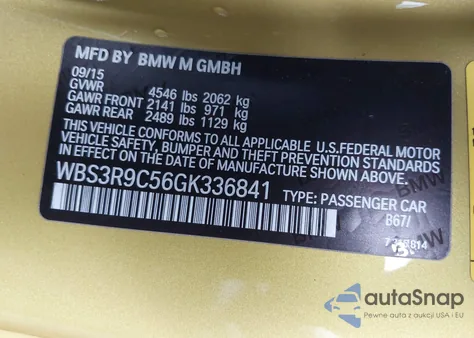 MFD BY BMW M GMBH
09/15
GVWR 4546 lbs 2062 kg
GAWR FRONT 2141 lbs 971 kg
GAWR REAR 2489 lbs 1129 kg
THIS VEHICLE CONFORMS TO ALL APPLICABLE U.S.FEDERAL MOTOR
VEHICLE SAFETY, BUMPER AND THEFT PREVENTION STANDARDS
IN EFFECT ON THE DATE OF MANUFACTURE SHOWN ABOVE.
WBS3R9C56GK336841 TYPE: PASSENGER CAR
B67/
BMW BMW
autoSnap
Pewne auta z aukcji USA i EU